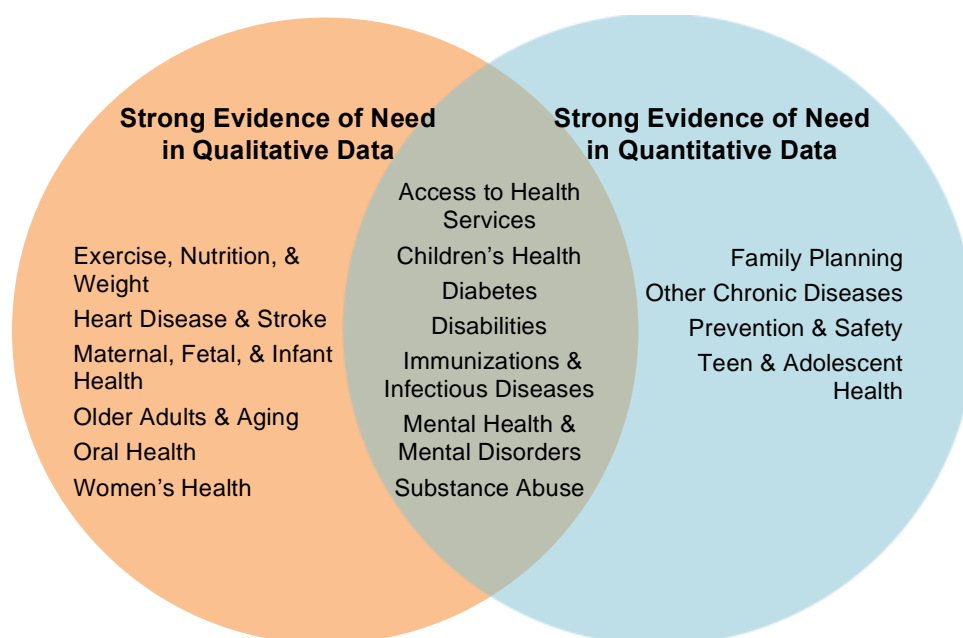 Strong Evidence of Need
in Qualitative Data
Exercise, Nutrition, &
Weight
Heart Disease & Stroke
Maternal, Fetal, & Infant
Health
Older Adults & Aging
Oral Health
Women’s Health
Access to Health
Services
Children’s Health
Diabetes
Disabilities
Immunizations &
Infectious Diseases
Mental Health &
Mental Disorders
Substance Abuse
Strong Evidence of Need
in Quantitative Data
Family Planning
Other Chronic Diseases
Prevention & Safety
Teen & Adolescent
Health